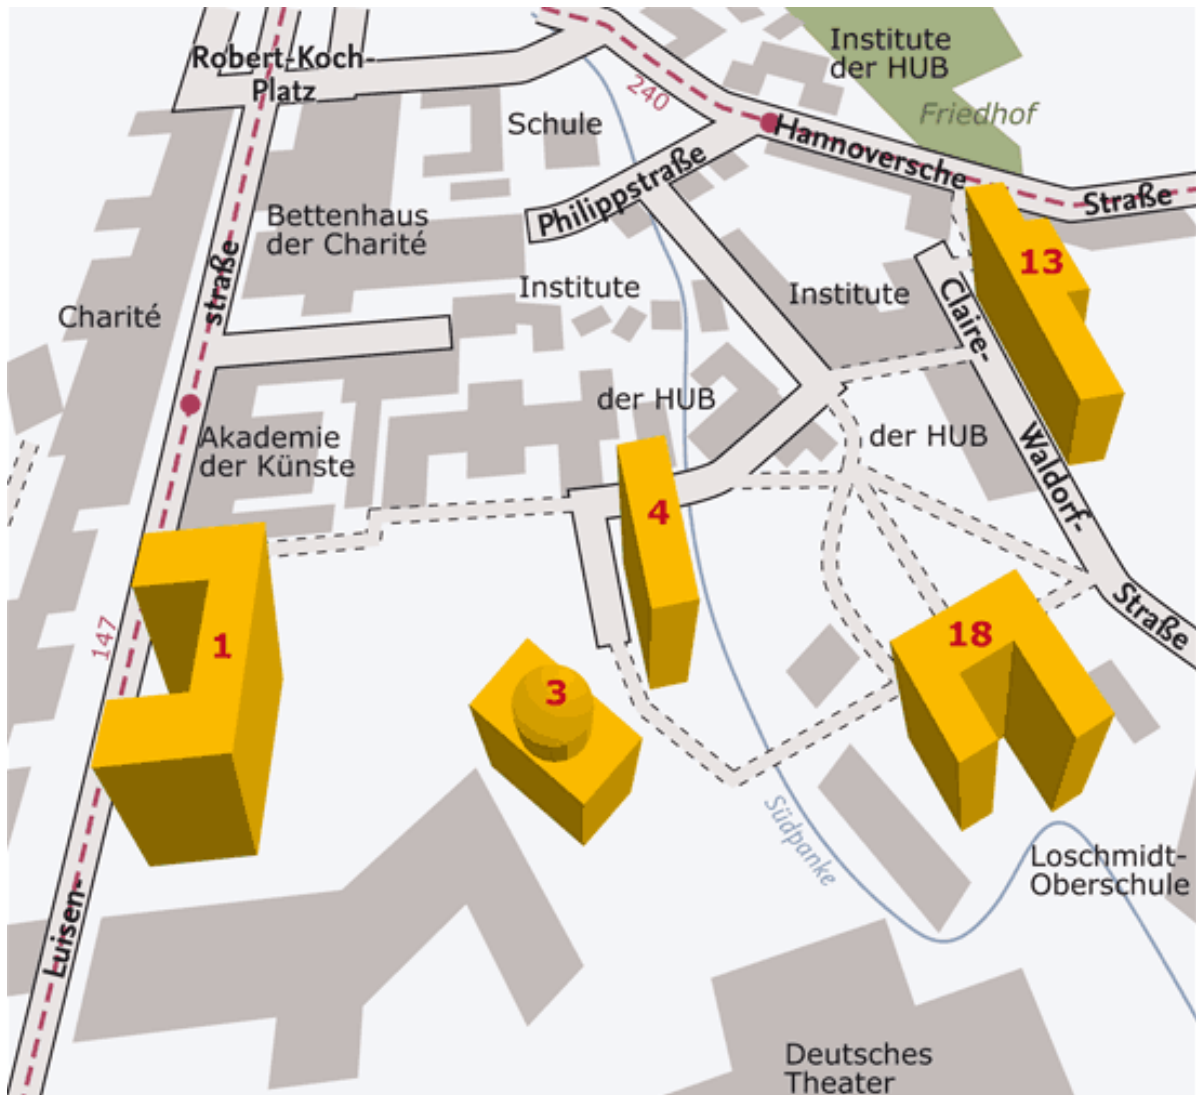 Robert-Koch-
Platz
240
Institute
der HUB
Friedhof
Schule
Hannoversche
Straße
Philippstraße
Bettenhaus
der Charité
straße
Charité
Institute
Institute
13
Claire-
der HUB
der HUB
Akademie
der Künste
Waldorf-
4
Straße
147
1
3
18
Südpanke
Loschmidt-
Oberschule
Luisen-
Deutsches
Theater